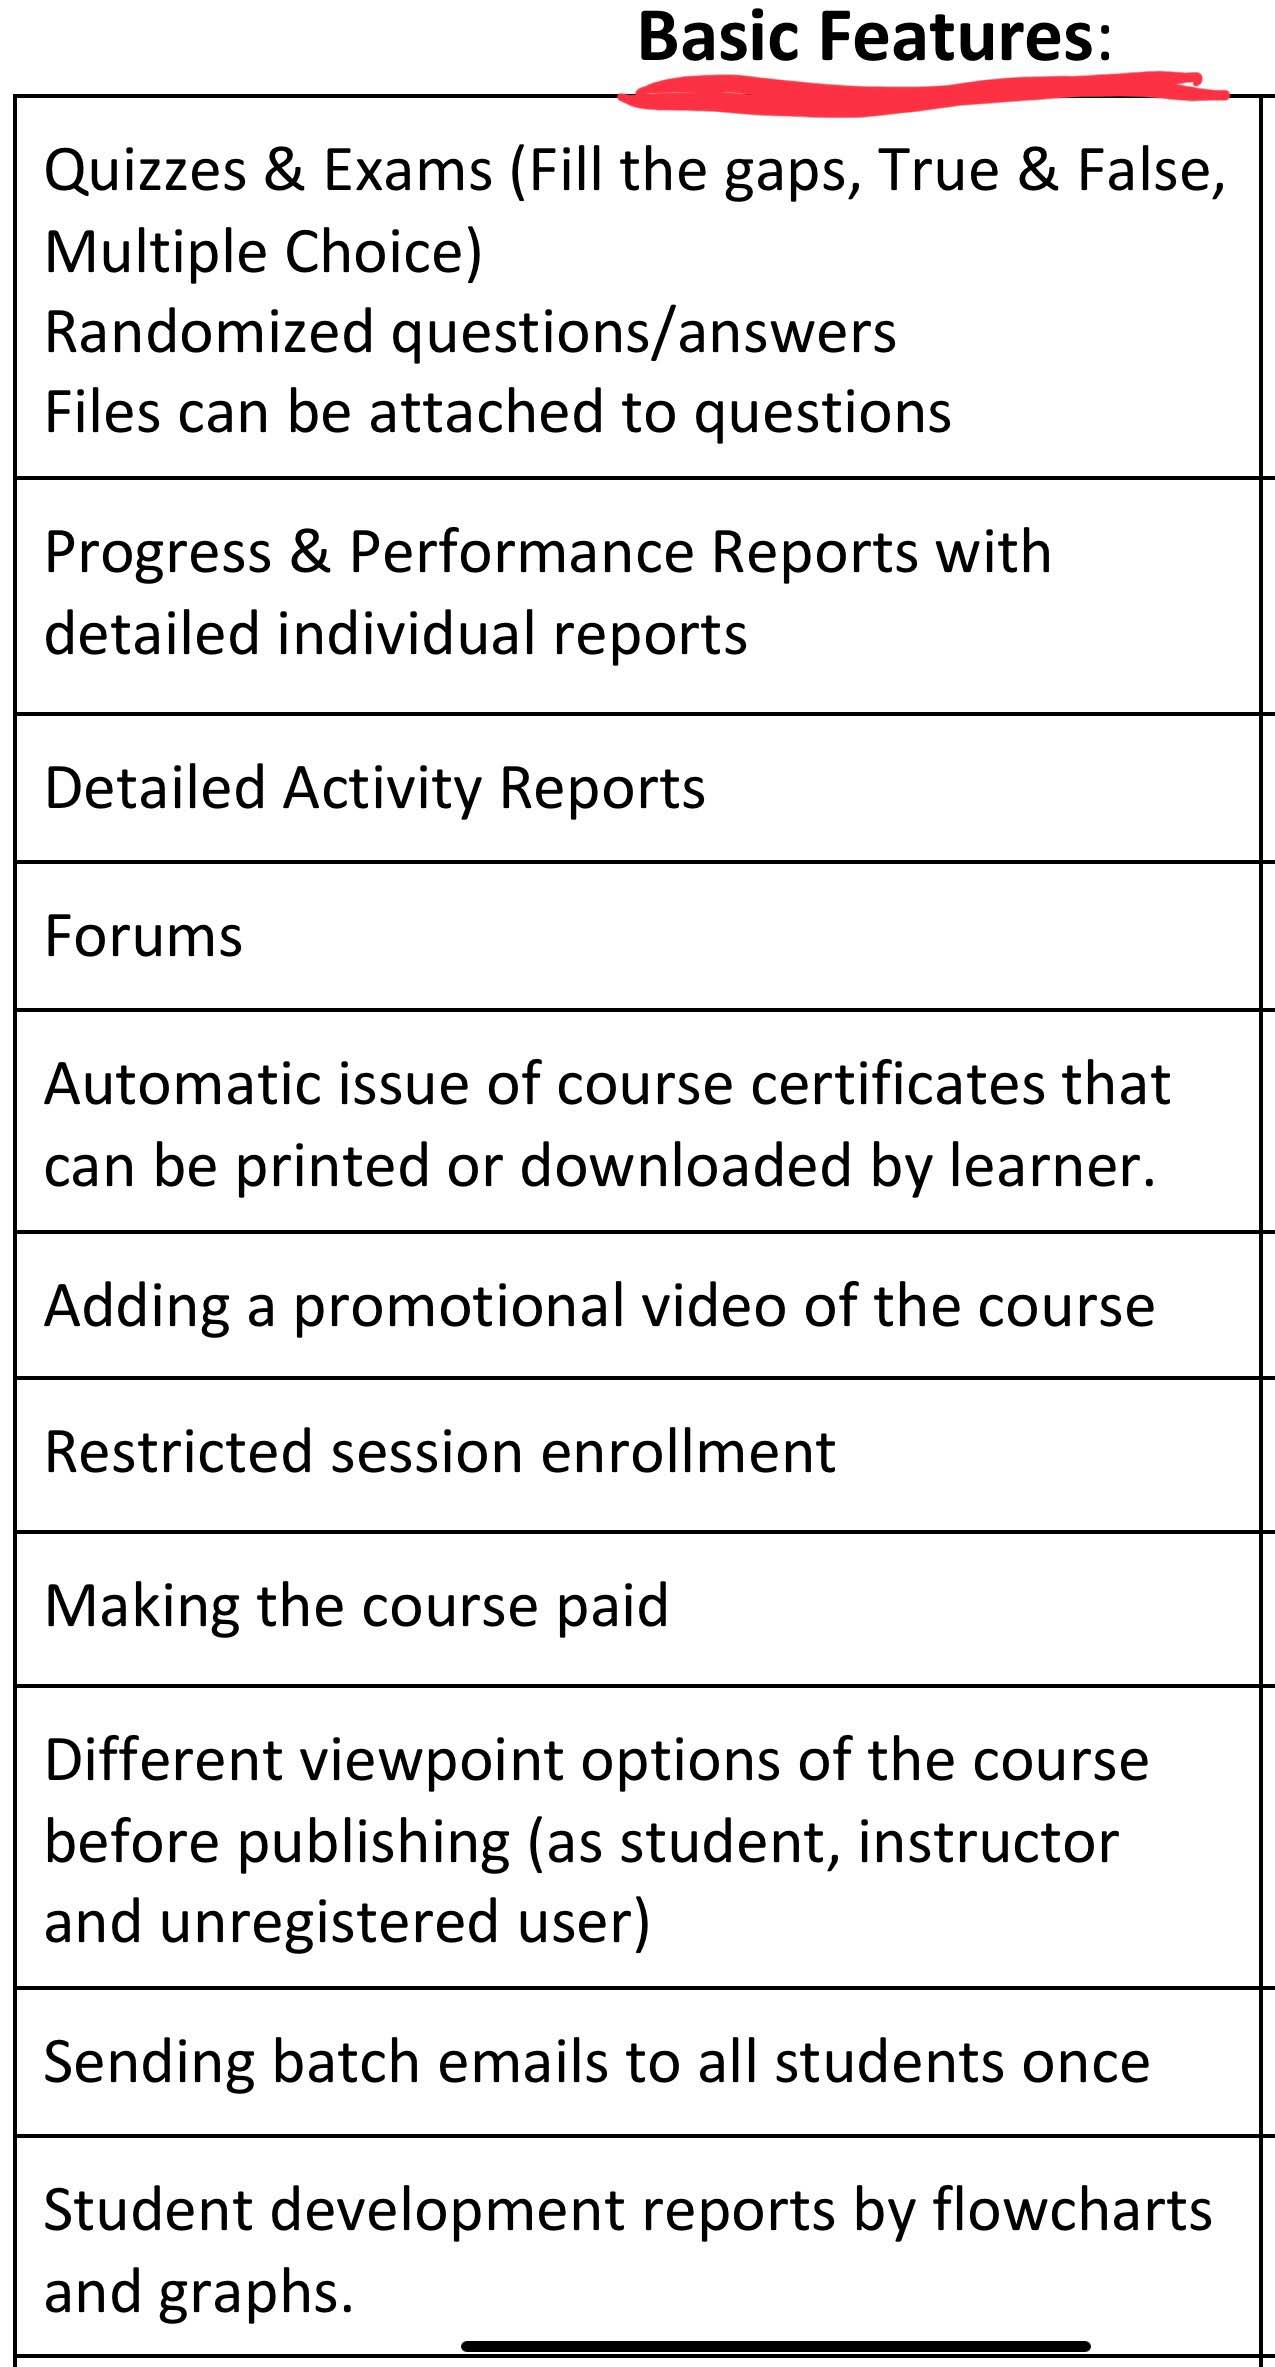 Basic Features:
Quizzes & Exams (Fill the gaps, True & False,
Multiple Choice)
Randomized questions/answers
Files can be attached to questions
Progress & Performance Reports with
detailed individual reports
Detailed Activity Reports
Forums
Automatic issue of course certificates that
can be printed or downloaded by learner.
Adding a promotional video of the course
Restricted session enrollment
Making the course paid
Different viewpoint options of the course
before publishing (as student, instructor
and unregistered user)
Sending batch emails to all students once
Student development reports by flowcharts
and graphs.